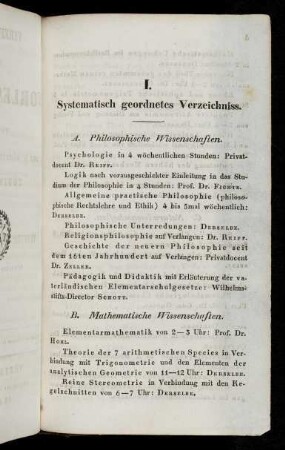 I.
Systematisch geordnetes Verzeichniss.
A. Philosophische Wissenschaften.
Psychologie in 4 wöchentlichen Stunden: Privat-
docent Dr. REIFF.
Logik nach vorausgeschickter Einleitung in das Stu-
dium der Philosophie in 4 Stunden: Prof. Dr. FICHTE.
Allgemeine practische Philosophie (philoso-
phische Rechtslehre und Ethik) 4 bis 5mal wöchentlich:
DERSELBE.
Philosophische Unterredungen: DERSELBE.
Religionsphilosophie auf Verlangen: Dr. REIFF.
Geschichte der neuern Philosophie seit
dem 16ten Jahrhundert auf Verlangen: Privatdocent
Dr. ZELLER.
Pädagogik und Didaktik mit Erläuterung der va-
terländischen Elementarschulgesetze: Wilhelms-
stifts-Director SCHOTT.
B. Mathematische Wissenschaften.
Elementarmathematik von 2—3 Uhr: Prof. Dr.
HOHL.
Theorie der 7 arithmetischen Species in Ver-
bindung mit Trigonometrie und den Elementen der
analytischen Geometrie von 11—12 Uhr: DERSELBE.
Reine Stereometrie in Verbindung mit den Ke-
gelschnitten von 6—7 Uhr: DERSELBE.